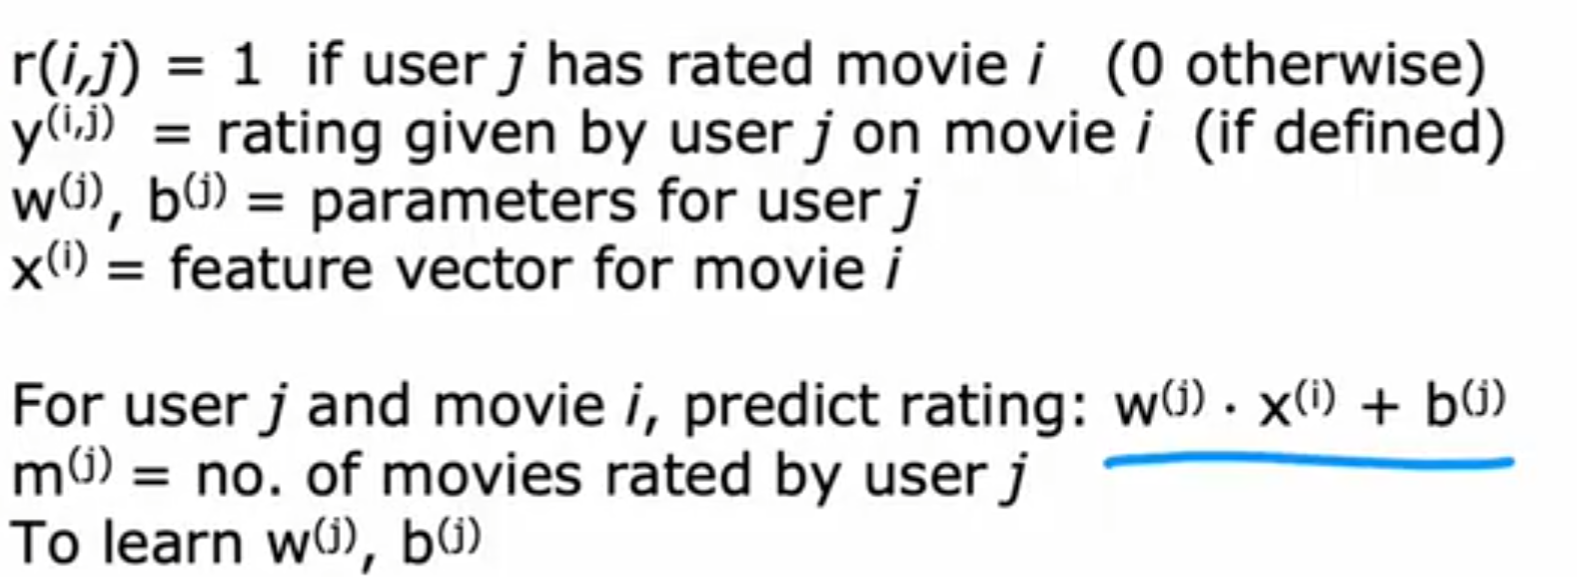 r(i,j) = 1 if user j has rated movie i (0 otherwise)
y⁽ⁱ,ʲ⁾ = rating given by user j on movie i (if defined)
w⁽ʲ⁾, b⁽ʲ⁾ = parameters for user j
x⁽ⁱ⁾ = feature vector for movie i
For user j and movie i, predict rating: w⁽ʲ⁾ · x⁽ⁱ⁾ + b⁽ʲ⁾
m⁽ʲ⁾ = no. of movies rated by user j
To learn w⁽ʲ⁾, b⁽ʲ⁾